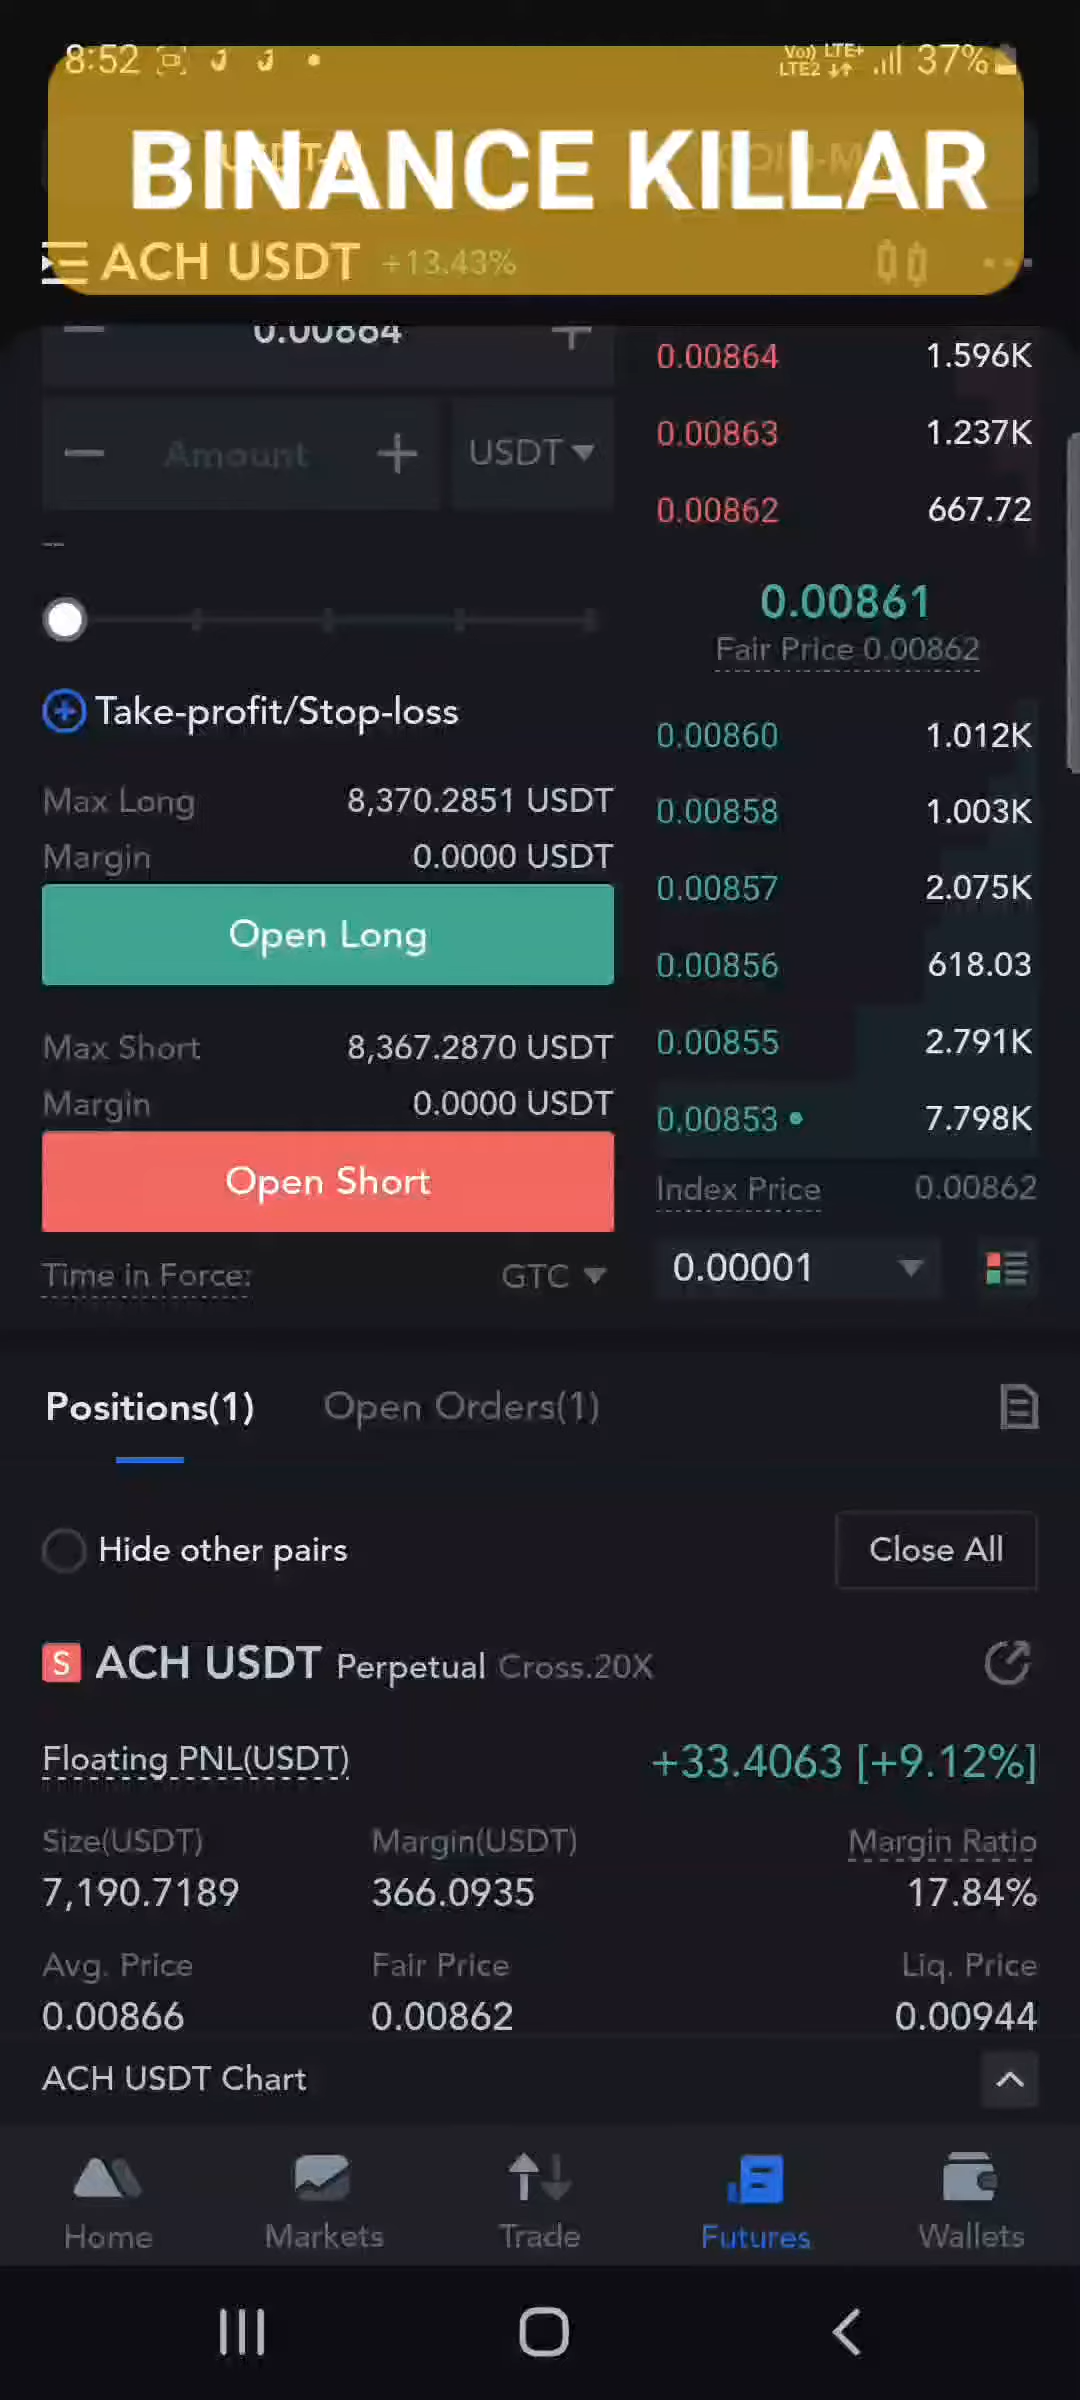 8:52
Vo)) LTE+
LTE2
37%
BINANCE KILLAR
ACH USDT +13.43%
0.00864
0.00864 1.596K
Amount
USDT
0.00863 1.237K
0.00862 667.72
--
0.00861
Fair Price 0.00862
Take-profit/Stop-loss
0.00860 1.012K
Max Long 8,370.2851 USDT
0.00858 1.003K
Margin 0.0000 USDT
0.00857 2.075K
Open Long
0.00856 618.03
Max Short 8,367.2870 USDT
0.00855 2.791K
Margin 0.0000 USDT
0.00853 7.798K
Open Short
Index Price 0.00862
Time in Force: GTC
0.00001
Positions(1) Open Orders(1)
Hide other pairs
Close All
S ACH USDT Perpetual Cross.20X
Floating PNL(USDT) +33.4063 [+9.12%]
Size(USDT) Margin(USDT) Margin Ratio
7,190.7189 366.0935 17.84%
Avg. Price Fair Price Liq. Price
0.00866 0.00862 0.00944
ACH USDT Chart
Home Markets Trade Futures Wallets